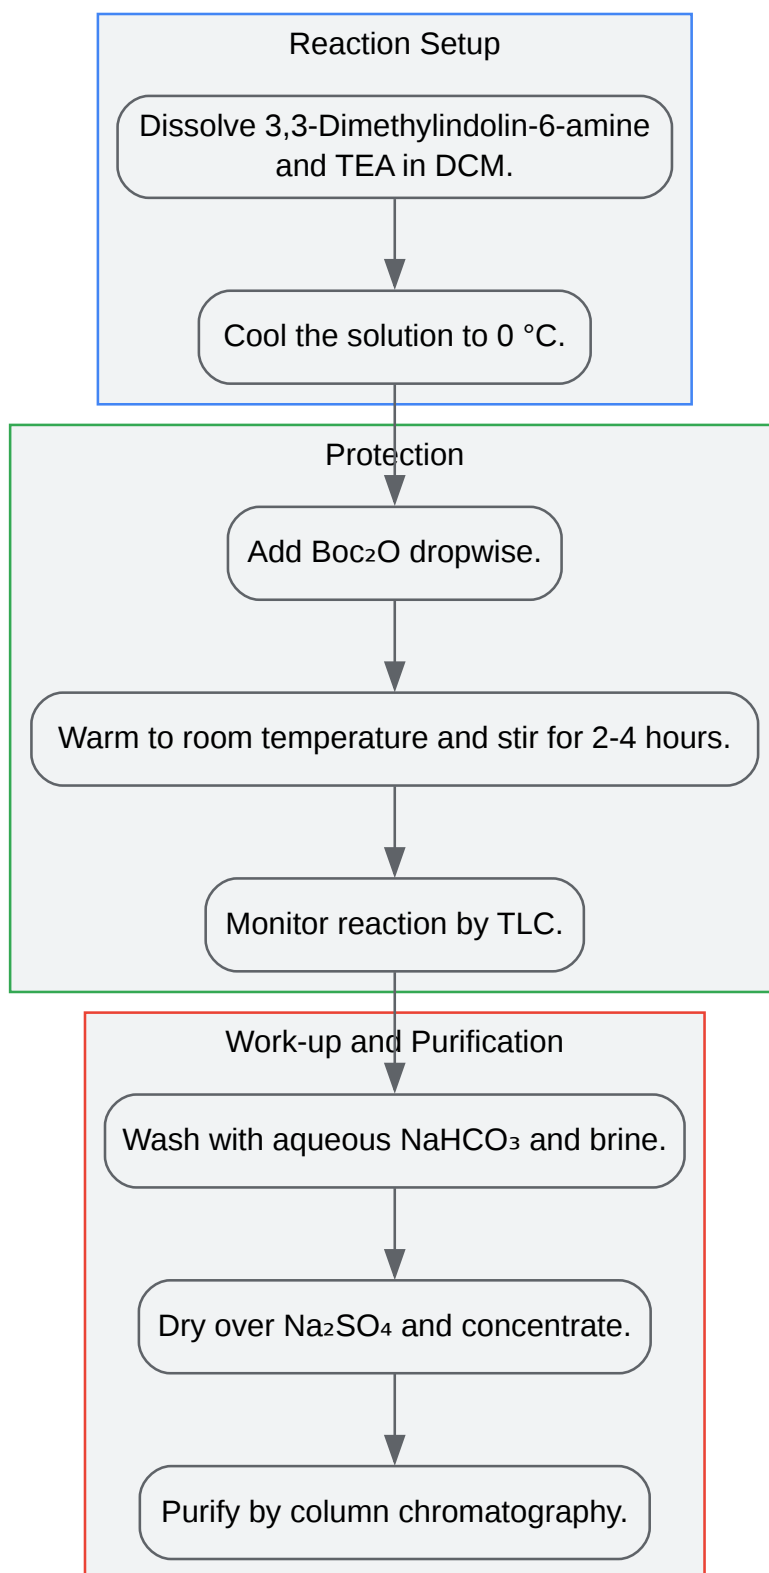 Reaction Setup
Dissolve 3,3-Dimethylindolin-6-amine
and TEA in DCM.
Cool the solution to 0 °C.
Protection
Add Boc₂O dropwise.
Warm to room temperature and stir for 2-4 hours.
Monitor reaction by TLC.
Work-up and Purification
Wash with aqueous NaHCO₃ and brine.
Dry over Na₂SO₄ and concentrate.
Purify by column chromatography.